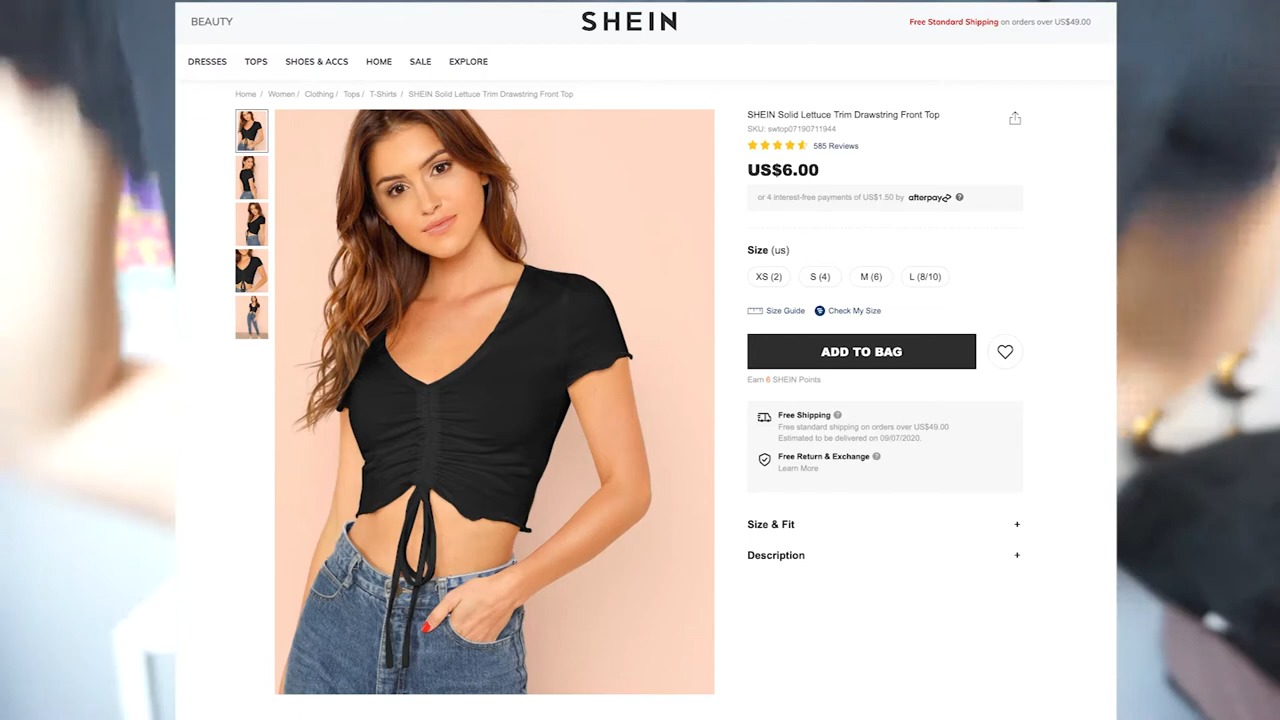 BEAUTY
SHEIN
Free Standard Shipping on orders over US$49.00
DRESSES TOPS SHOES & ACCS HOME SALE EXPLORE
Home / Women / Clothing / Tops / T-Shirts / SHEIN Solid Lettuce Trim Drawstring Front Top
SHEIN Solid Lettuce Trim Drawstring Front Top
SKU: swtop07190711944
585 Reviews
US$6.00
or 4 interest-free payments of US$1.50 by afterpay ?
Size (us)
XS (2) S (4) M (6) L (8/10)
Size Guide Check My Size
ADD TO BAG
Earn 6 SHEIN Points
Free Shipping ?
Free standard shipping on orders over US$49.00
Estimated to be delivered on 09/07/2020.
Free Return & Exchange ?
Learn More
Size & Fit +
Description +